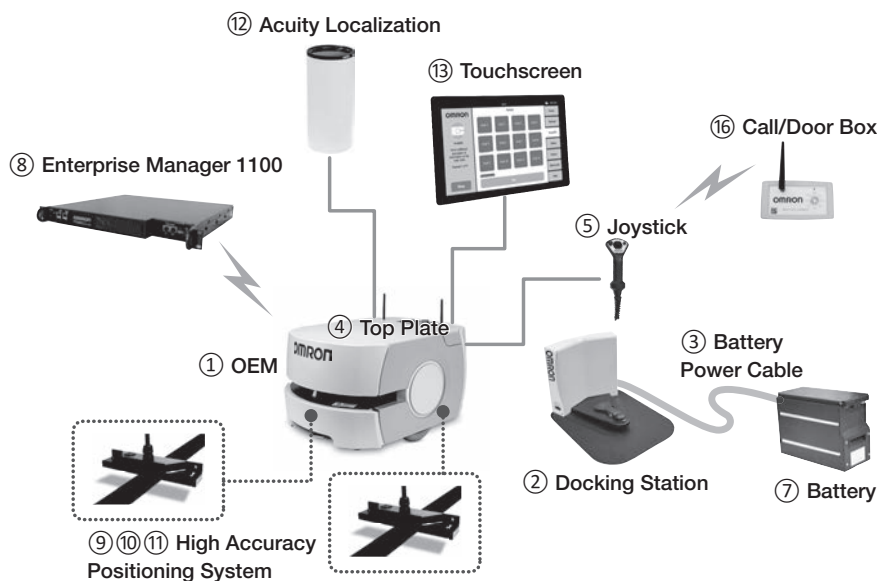 ⑫ Acuity Localization
⑬ Touchscreen
⑯ Call/Door Box
⑧ Enterprise Manager 1100
OMRON
OMRON
⑤ Joystick
④ Top Plate
OMRON
① OEM
OMRON
③ Battery
Power Cable
② Docking Station
⑦ Battery
⑨⑩⑪ High Accuracy
Positioning System